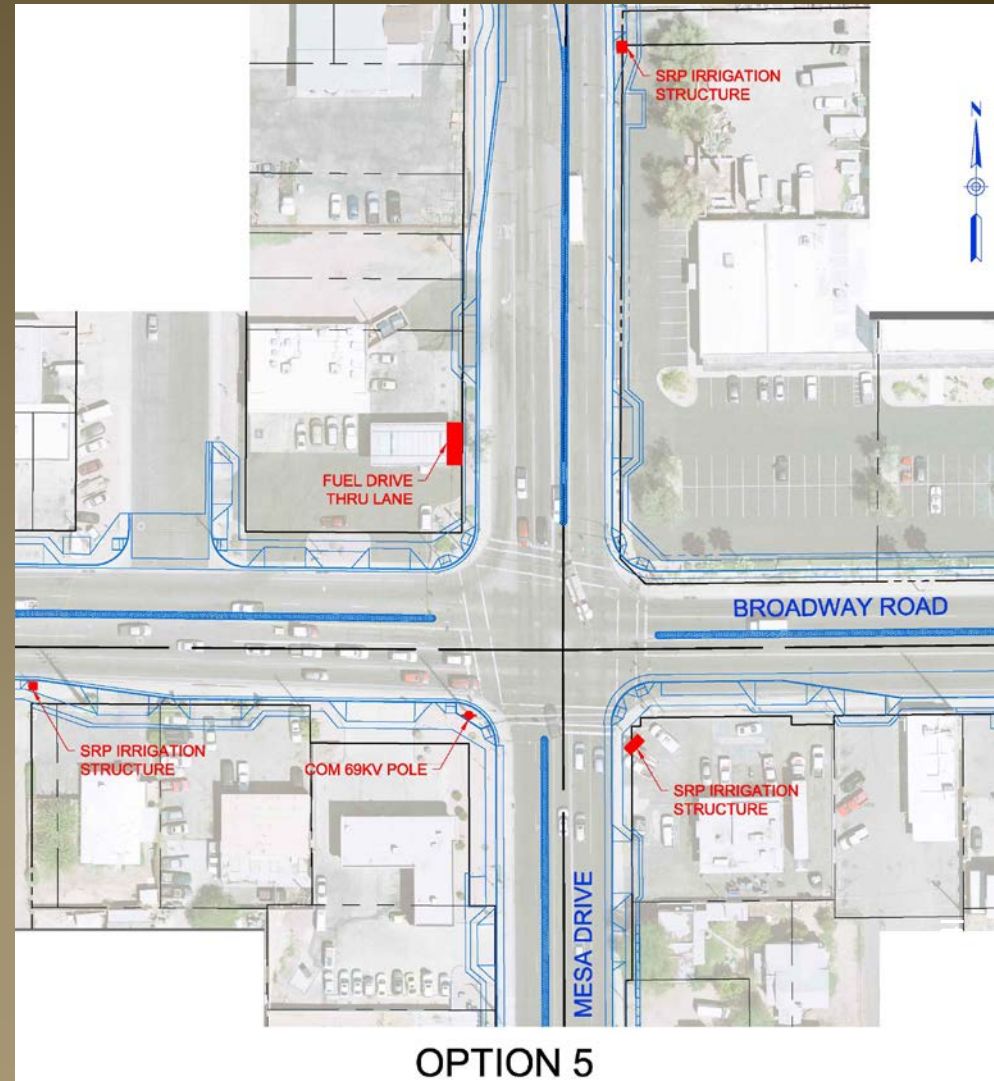 SRP IRRIGATION
STRUCTURE
N
FUEL DRIVE
THRU LANE
BROADWAY ROAD
SRP IRRIGATION
STRUCTURE
COM 69KV POLE
SRP IRRIGATION
STRUCTURE
MESA DRIVE
OPTION 5